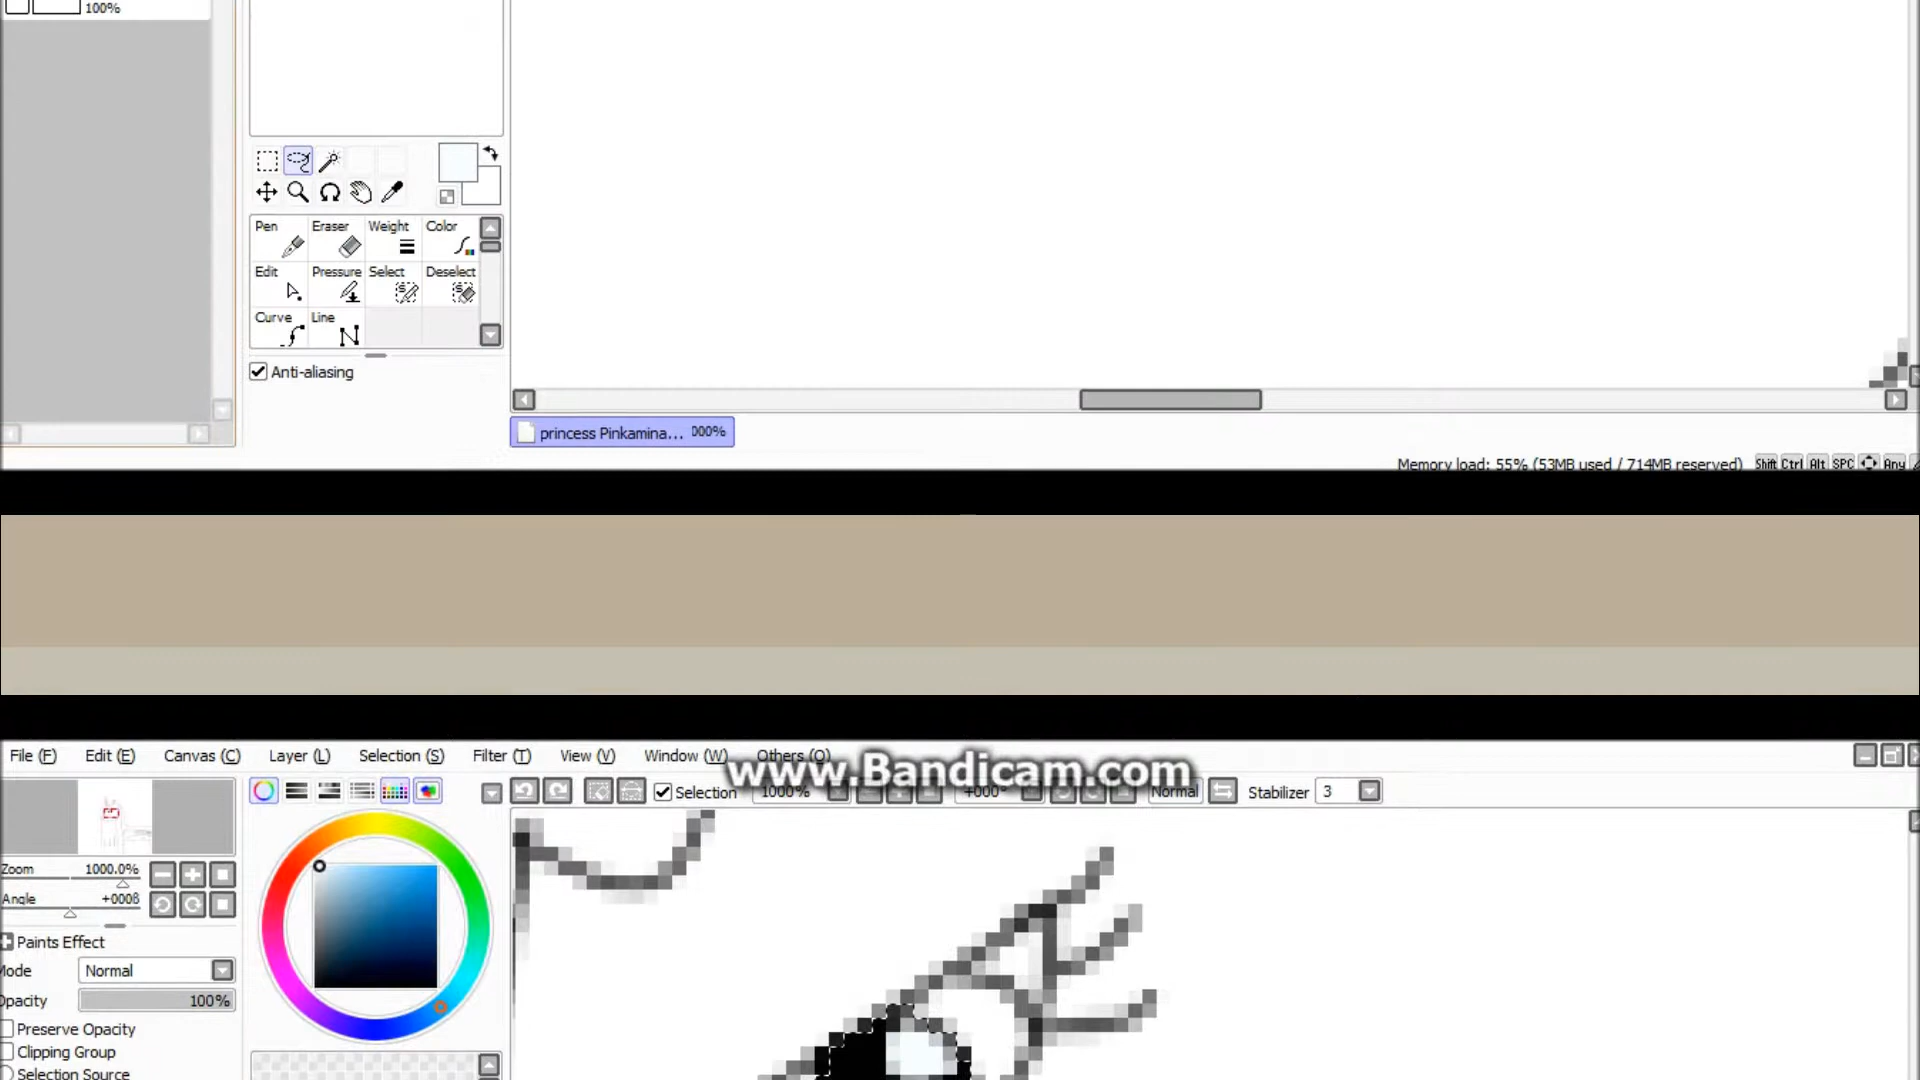 100%
Pen Eraser Weight Color
Edit Pressure Select Deselect
Curve Line
Anti-aliasing
princess Pinkamina... 000%
Memory load: 55% (53MB used / 714MB reserved) Shift Ctrl Alt SPC Any
File (F) Edit (E) Canvas (C) Layer (L) Selection (S) Filter (T) View (V) Window (W) Others (O)
www.Bandicam.com
Selection 1000% +000° Normal Stabilizer 3
Zoom 1000.0%
Angle +0008
Paints Effect
Mode Normal
Opacity 100%
Preserve Opacity
Clipping Group
Selection Source